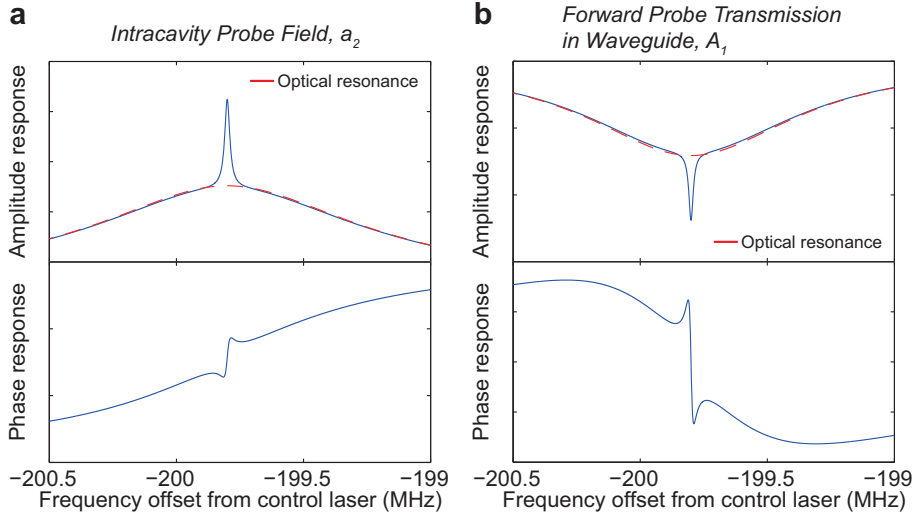 a
Intracavity Probe Field, a2
Optical resonance
Amplitude response
Phase response
−200.5
−200
−199.5
−199
Frequency offset from control laser (MHz)
b
Forward Probe Transmission
in Waveguide, A1
Amplitude response
Optical resonance
Phase response
−200.5
−200
−199.5
−199
Frequency offset from control laser (MHz)